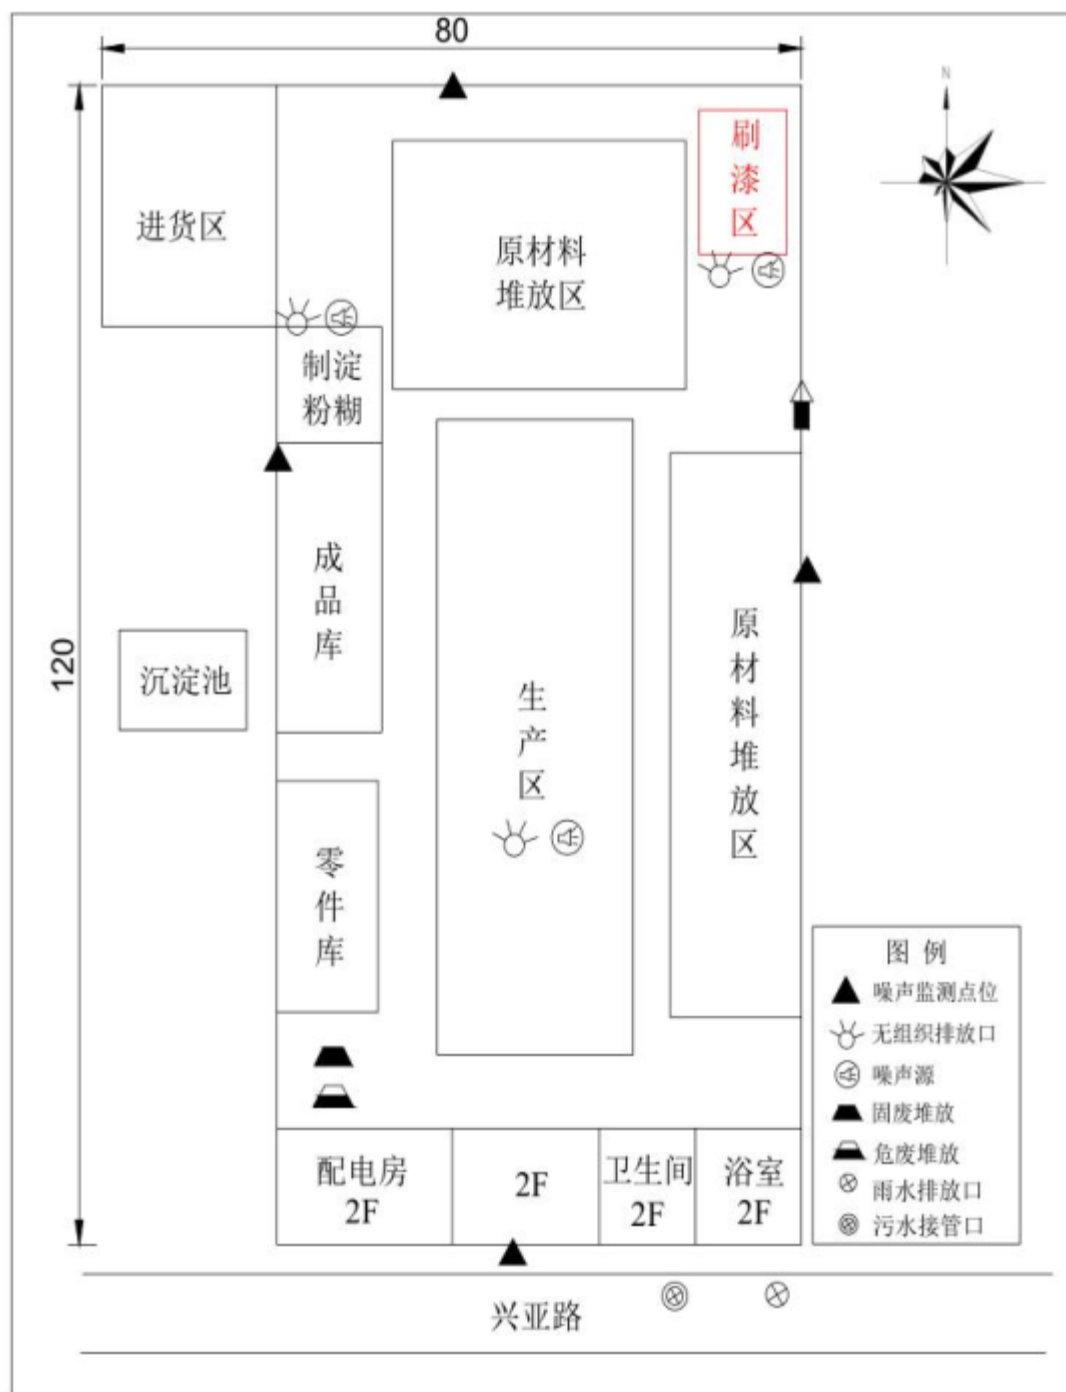 80
120
N
进货区
原材料
堆放区
刷漆区
制淀
粉糊
成品库
沉淀池
生产区
原材料堆放区
零件库
配电房
2F
2F
卫生间
2F
浴室
2F
图 例
噪声监测点位
无组织排放口
噪声源
固废堆放
危废堆放
雨水排放口
污水接管口
兴亚路